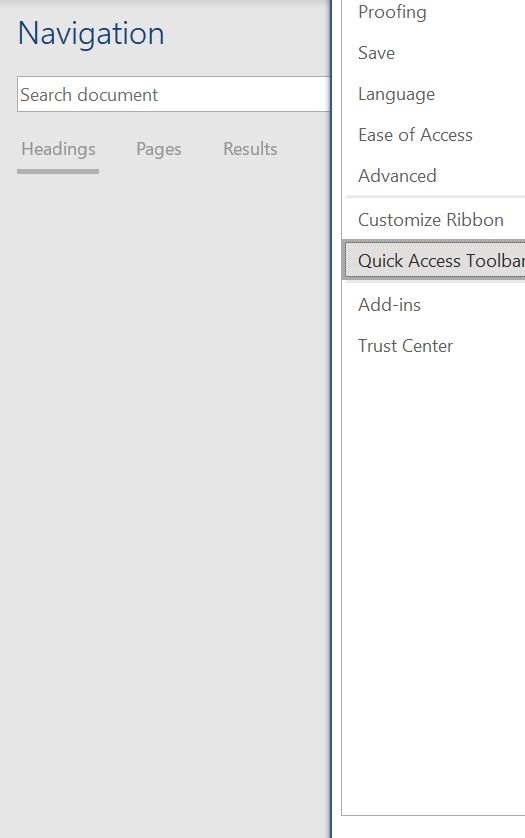 Navigation
Search document
Headings Pages Results
Proofing
Save
Language
Ease of Access
Advanced
Customize Ribbon
Quick Access Toolbar
Add-ins
Trust Center